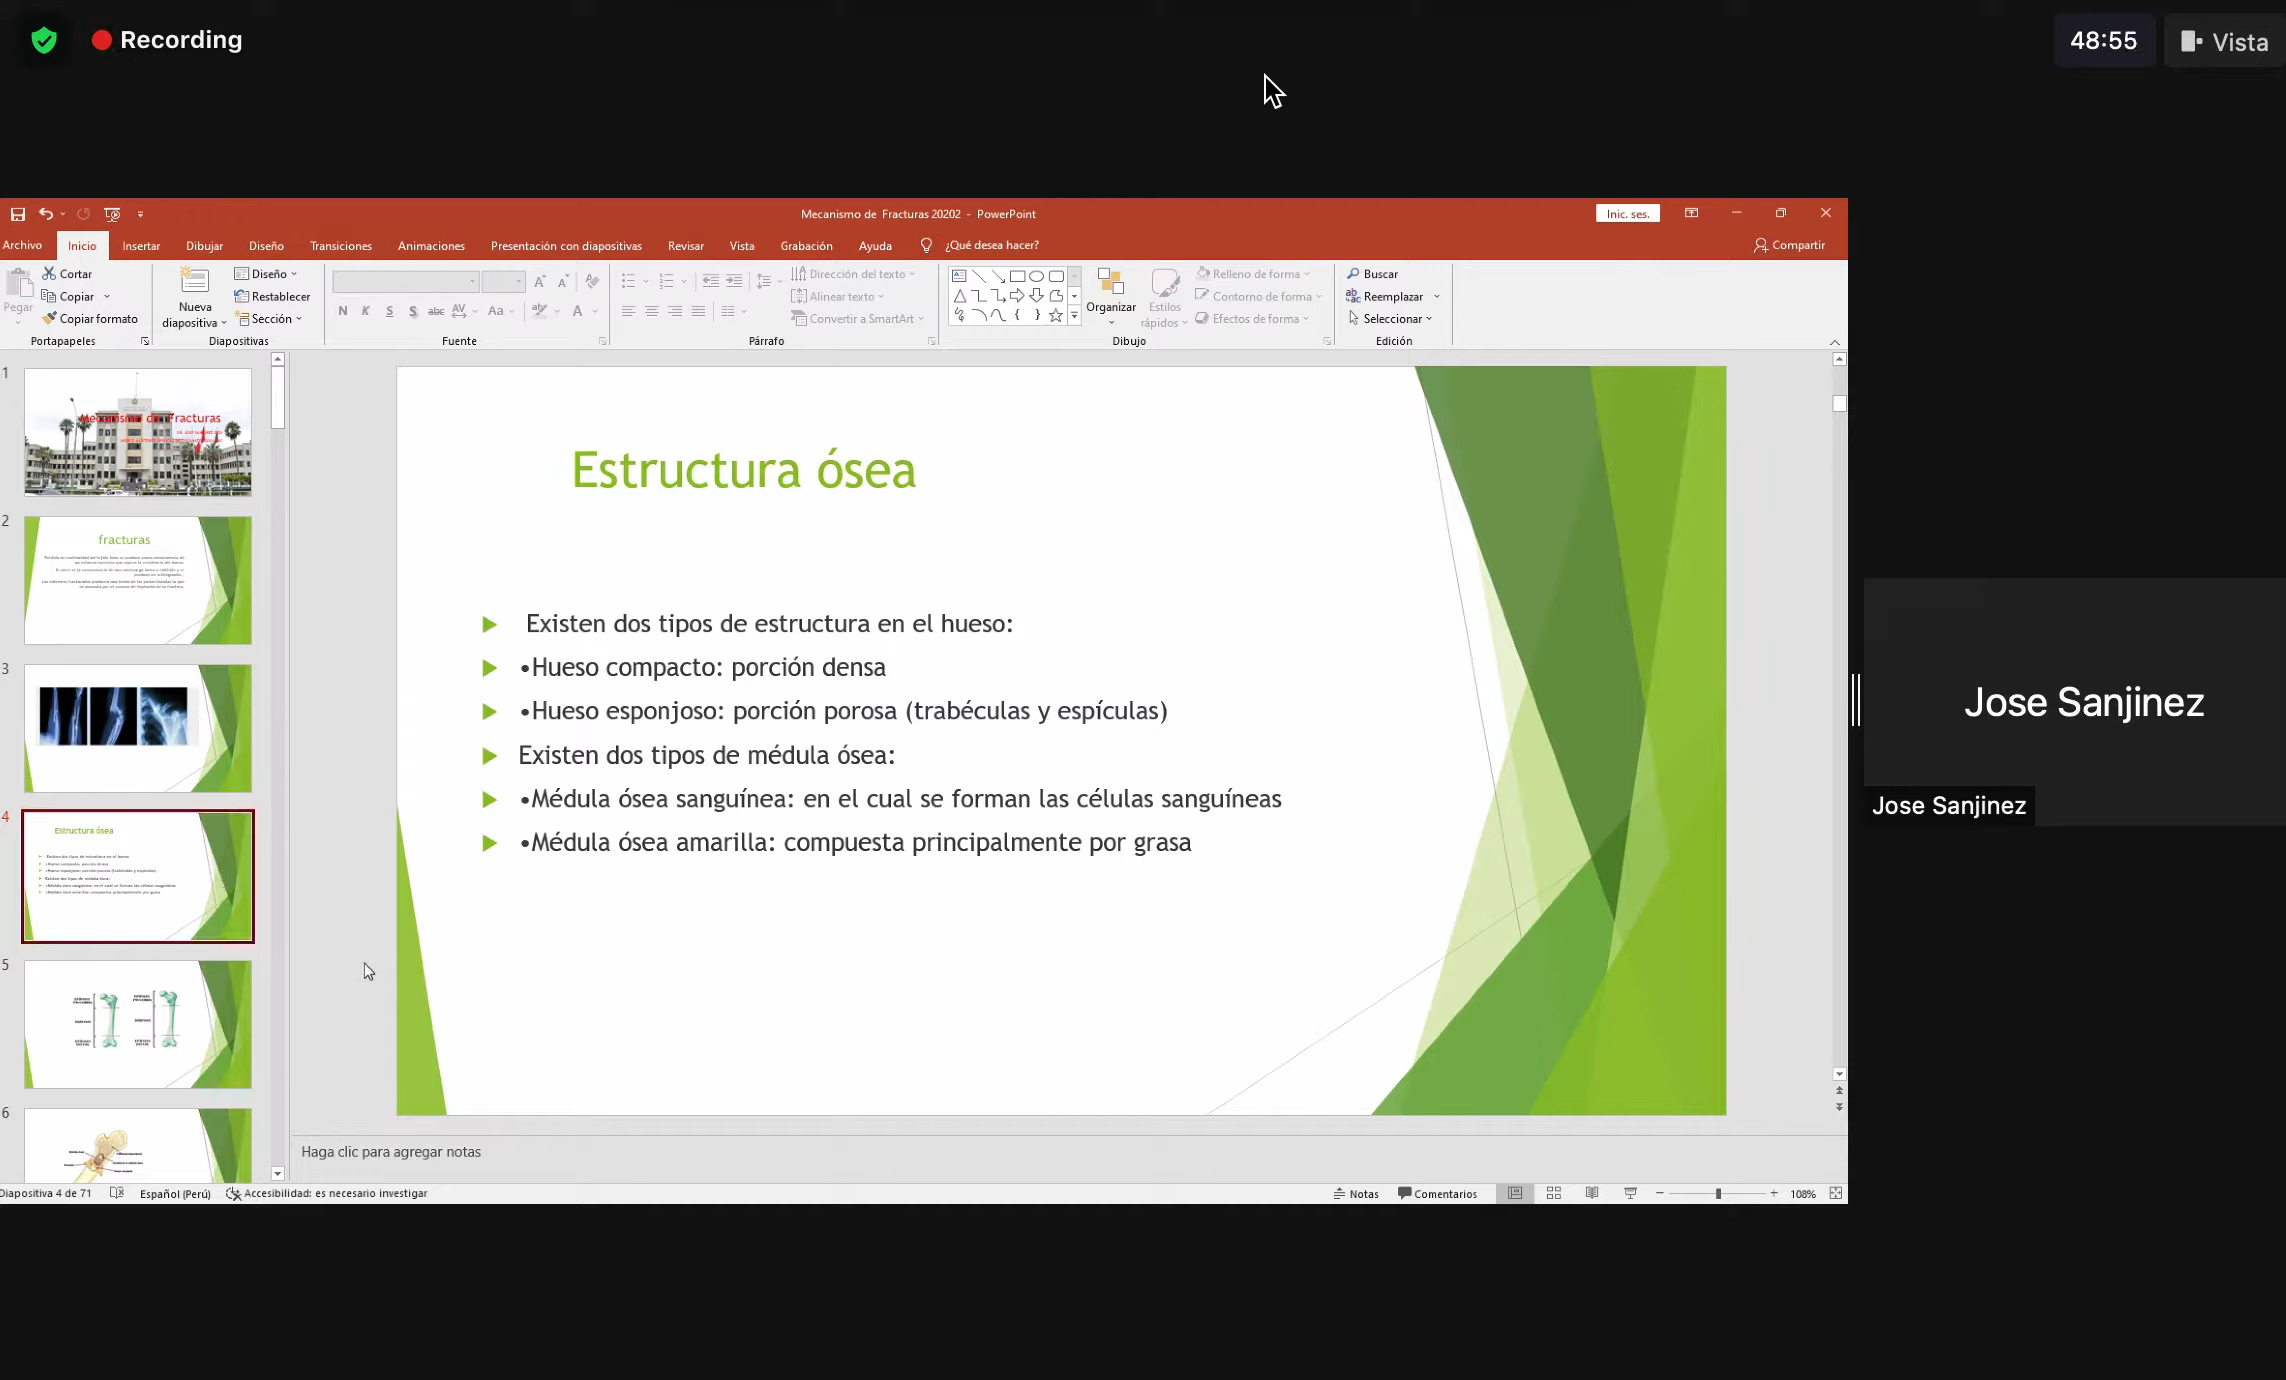 Recording
48:55
Vista
Mecanismo de Fracturas 20202 - PowerPoint
Inic. ses.
Archivo
Inicio
Insertar
Dibujar
Diseño
Transiciones
Animaciones
Presentación con diapositivas
Revisar
Vista
Grabación
Ayuda
¿Qué desea hacer?
Compartir
Pegar
Cortar
Copiar
Copiar formato
Portapapeles
Nueva
diapositiva
Diseño
Restablecer
Sección
Diapositivas
N K S S abc AV Aa A
Fuente
Dirección del texto
Alinear texto
Convertir a SmartArt
Párrafo
Organizar
Estilos
rápidos
Relleno de forma
Contorno de forma
Efectos de forma
Dibujo
Buscar
Reemplazar
Seleccionar
Edición
1
Mecanismo de Fracturas
2
fracturas
3
4
Estructura ósea
5
6
Estructura ósea
Existen dos tipos de estructura en el hueso:
•Hueso compacto: porción densa
•Hueso esponjoso: porción porosa (trabéculas y espículas)
Existen dos tipos de médula ósea:
•Médula ósea sanguínea: en el cual se forman las células sanguíneas
•Médula ósea amarilla: compuesta principalmente por grasa
Haga clic para agregar notas
Diapositiva 4 de 71
Español (Perú)
Accesibilidad: es necesario investigar
Notas
Comentarios
108%
Jose Sanjinez
Jose Sanjinez